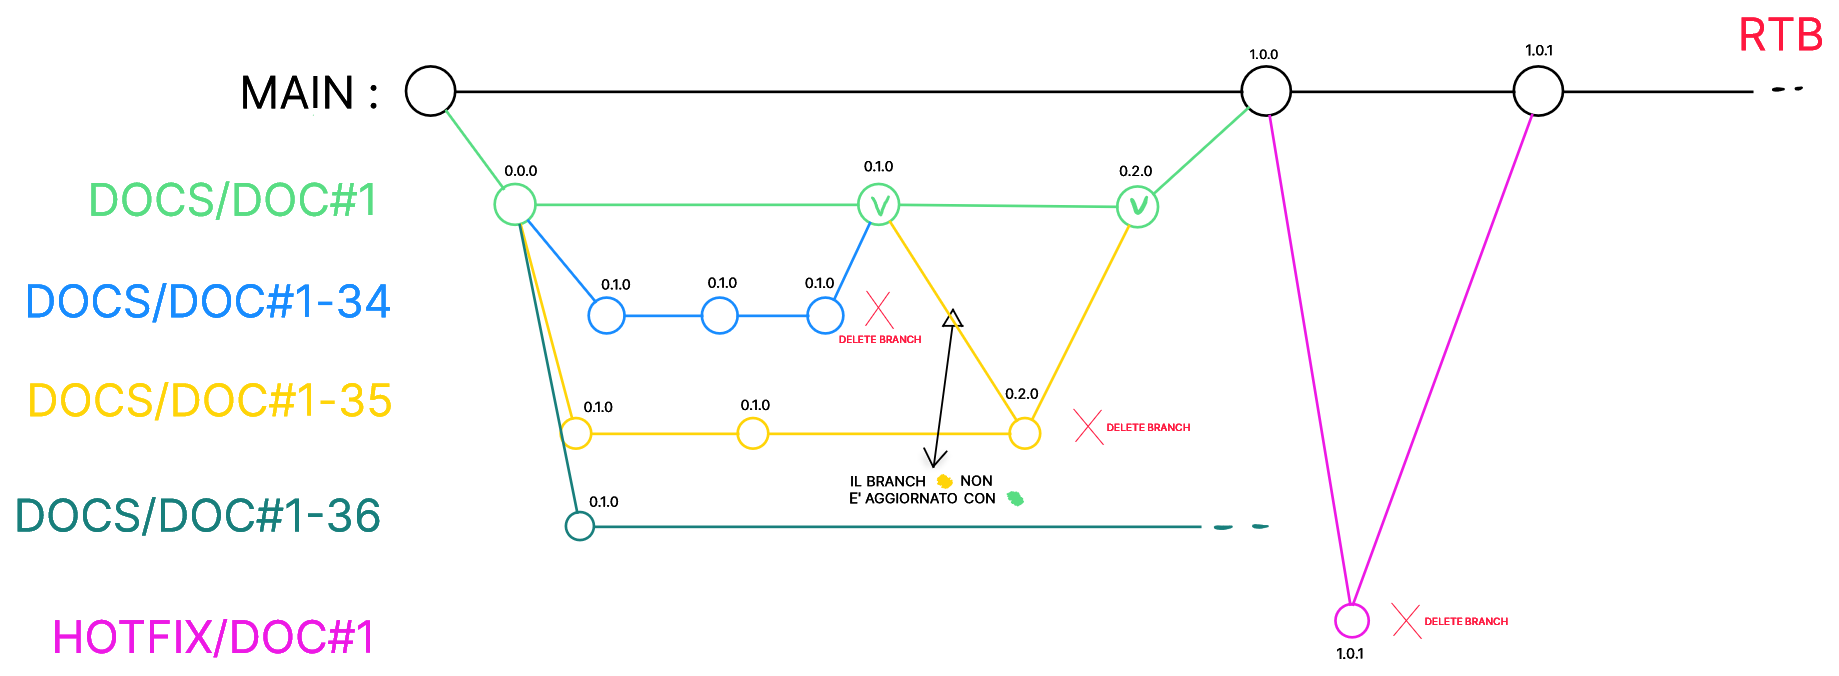 RTB
1.0.0
1.0.1
MAIN :
0.0.0
0.1.0
0.2.0
DOCS/DOC#1
V
V
0.1.0
0.1.0
0.1.0
DOCS/DOC#1-34
DELETE BRANCH
DOCS/DOC#1-35
0.1.0
0.1.0
0.2.0
DELETE BRANCH
IL BRANCH NON
E' AGGIORNATO CON
DOCS/DOC#1-36
0.1.0
HOTFIX/DOC#1
DELETE BRANCH
1.0.1